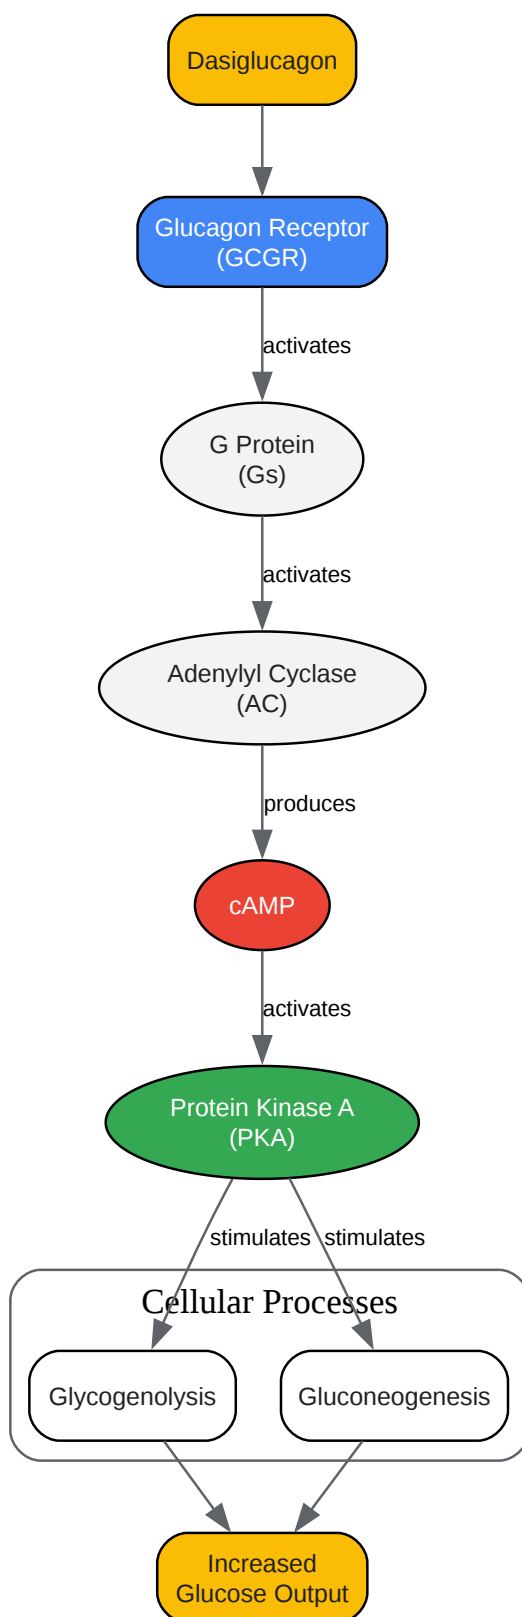 Dasiglucagon
Glucagon Receptor
(GCGR)
activates
G Protein
(Gs)
activates
Adenylyl Cyclase
(AC)
produces
cAMP
activates
Protein Kinase A
(PKA)
stimulates
stimulates
Cellular Processes
Glycogenolysis
Gluconeogenesis
Increased
Glucose Output